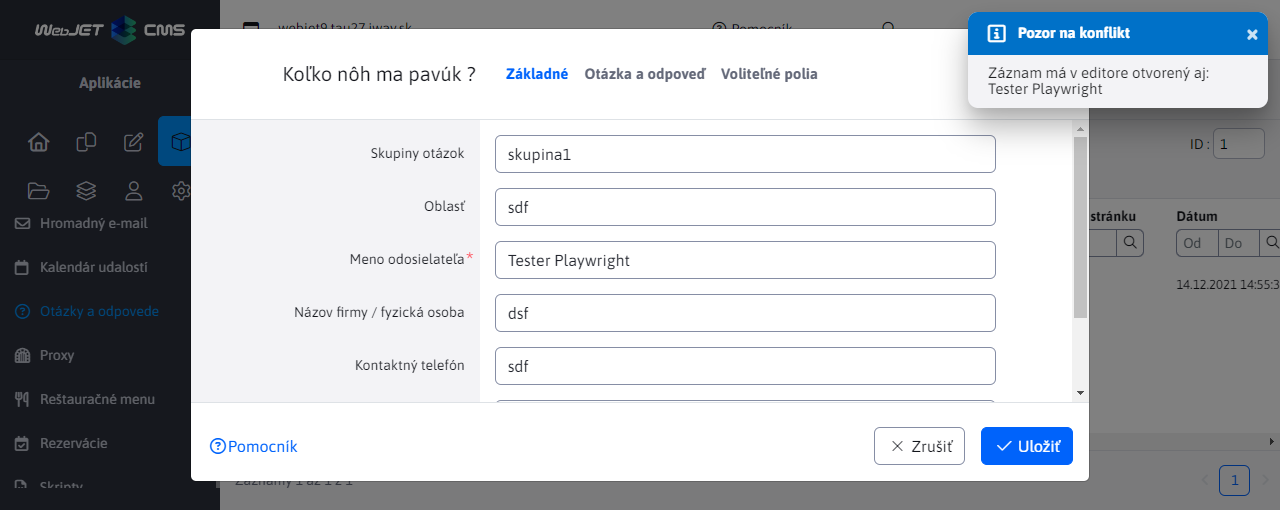 WebJET CMS
webjet9.tau27.iway.sk
Pomocník
Pozor na konflikt
Záznam má v editore otvorený aj:
Tester Playwright
Aplikácie
Hromadný e-mail
Kalendár udalostí
Otázky a odpovede
Proxy
Reštauračné menu
Rezervácie
Skripty
Koľko nôh ma pavúk ?
Základné
Otázka a odpoveď
Voliteľné polia
Skupiny otázok
skupina1
Oblasť
sdf
Meno odosielateľa*
Tester Playwright
Názov firmy / fyzická osoba
dsf
Kontaktný telefón
sdf
Pomocník
Zrušiť
Uložiť
ID : 1
stránku
Dátum
Od
Do
14.12.2021 14:55:3
Záznamy 1 až 1 z 1
1